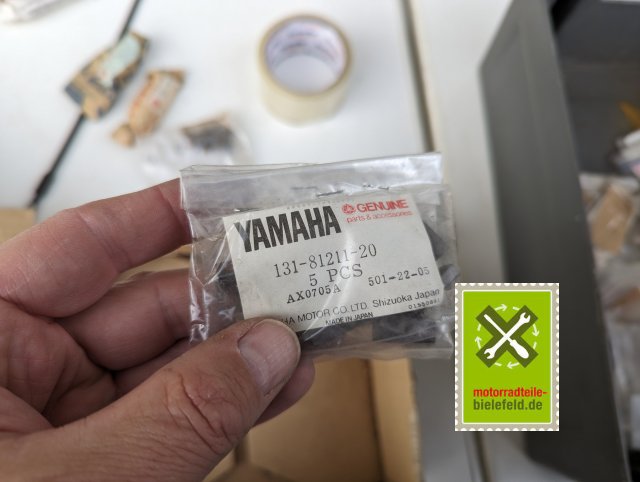 YAMAHA
GENUINE
parts & accessories
131-81211-20
5 PCS
AX0705A 501-22-05
HA MOTOR CO.LTD. Shizuoka Japan
MADE IN JAPAN
motorradteile-
bielefeld.de